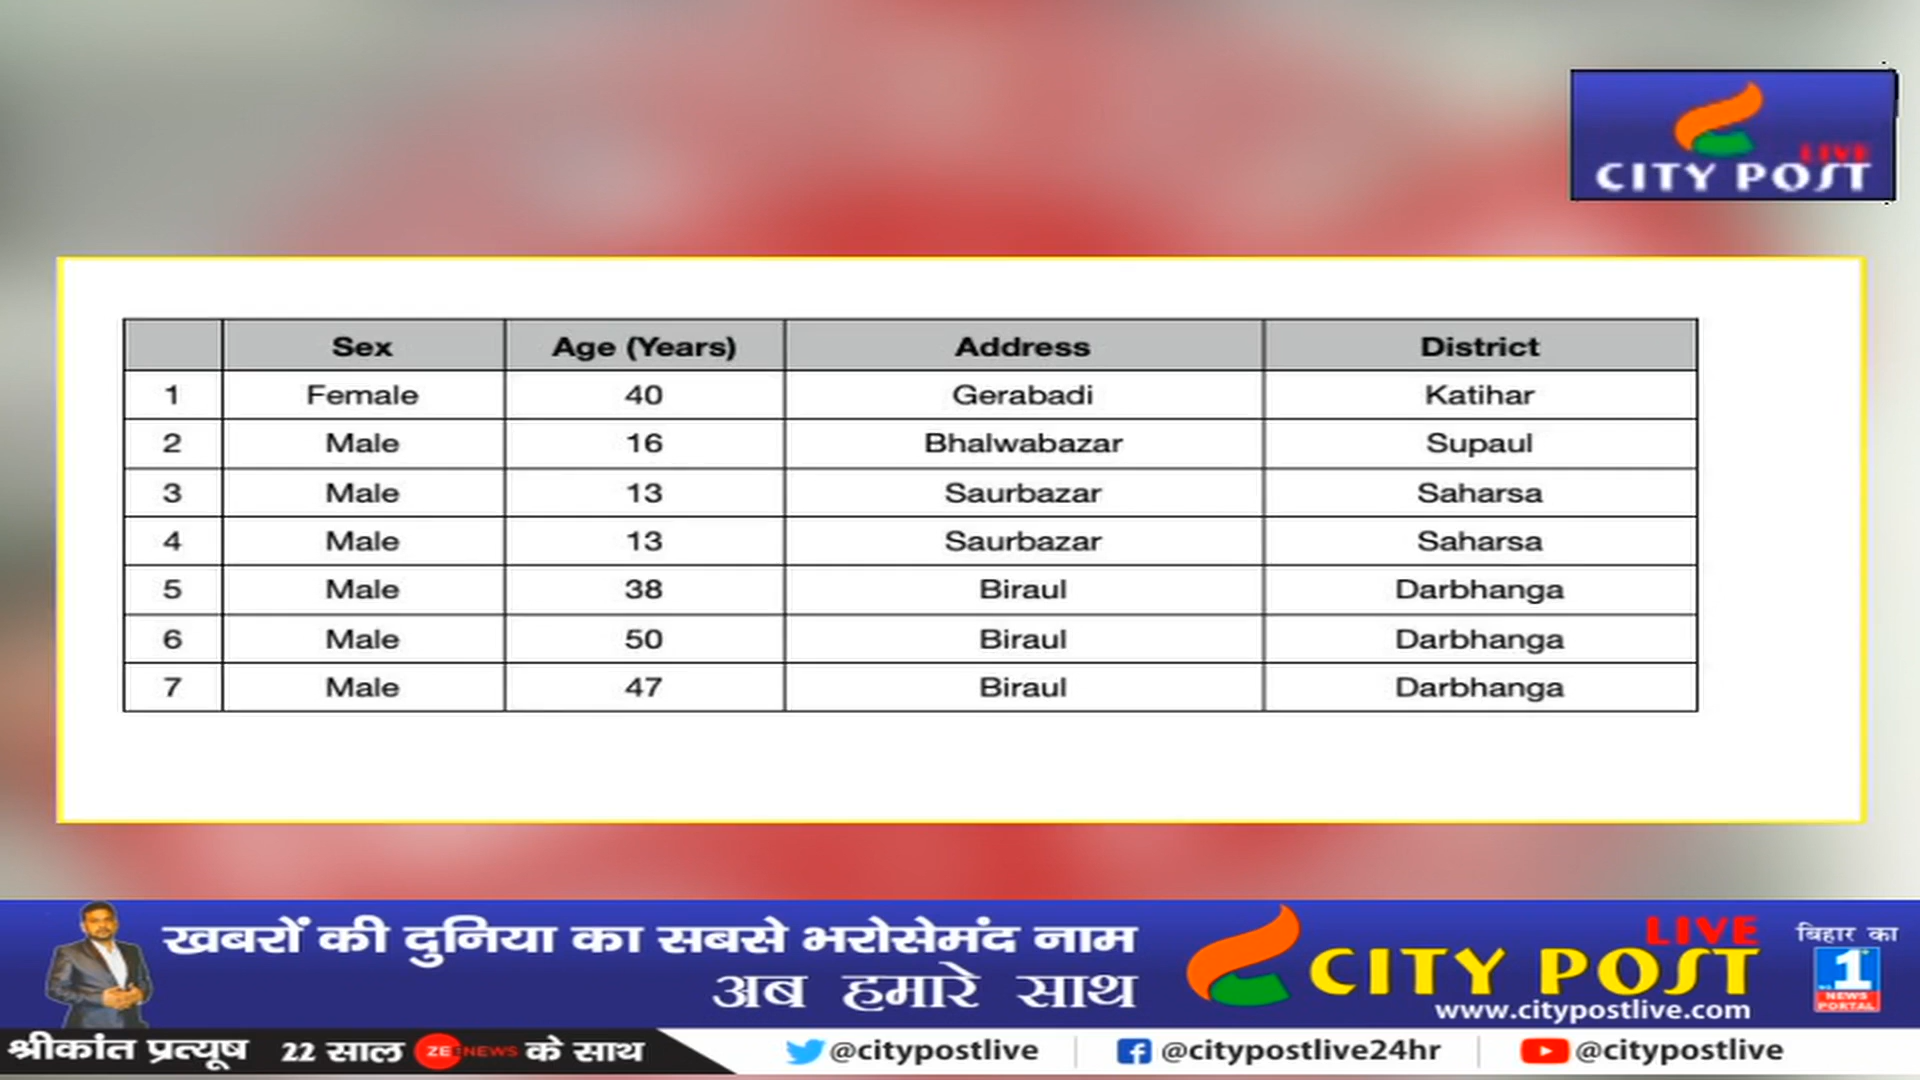 LIVE
CITY POST
Sex Age (Years) Address District
1 Female 40 Gerabadi Katihar
2 Male 16 Bhalwabazar Supaul
3 Male 13 Saurbazar Saharsa
4 Male 13 Saurbazar Saharsa
5 Male 38 Biraul Darbhanga
6 Male 50 Biraul Darbhanga
7 Male 47 Biraul Darbhanga
खबरों की दुनिया का सबसे भरोसेमंद नाम
अब हमारे साथ
LIVE
CITY POST
www.citypostlive.com
बिहार का
No. 1
NEWS
PORTAL
श्रीकांत प्रत्यूष 22 साल ZEE NEWS के साथ
@citypostlive @citypostlive24hr @citypostlive